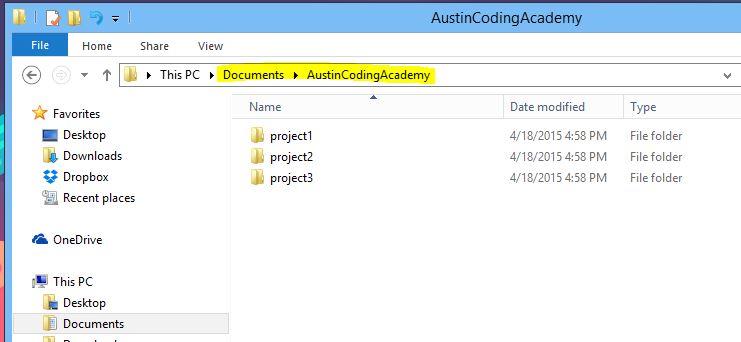 AustinCodingAcademy
File Home Share View
This PC Documents AustinCodingAcademy
Name Date modified Type
Favorites
Desktop
Downloads
Dropbox
Recent places
OneDrive
This PC
Desktop
Documents
project1 4/18/2015 4:58 PM File folder
project2 4/18/2015 4:58 PM File folder
project3 4/18/2015 4:58 PM File folder